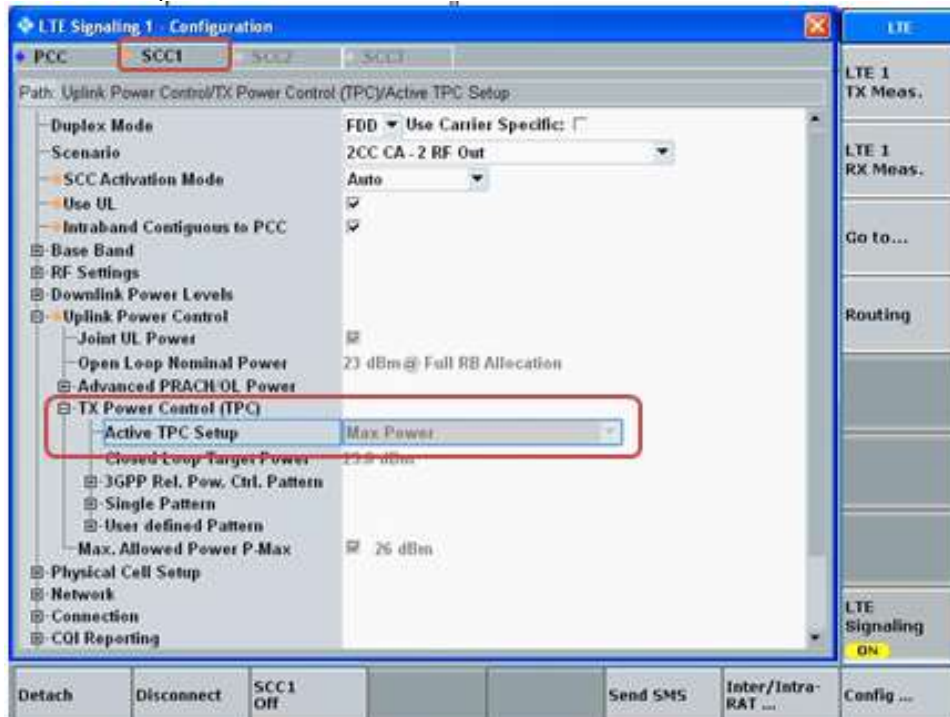 LTE Signaling 1 - Configuration
PCC SCC1 SCC2 SCC3
Path: Uplink Power Control/TX Power Control (TPC)/Active TPC Setup
Duplex Mode FDD Use Carrier Specific:
Scenario 2CC CA - 2 RF Out
SCC Activation Mode Auto
Use UL
Intraband Contiguous to PCC
Base Band
RF Settings
Downlink Power Levels
Uplink Power Control
Joint UL Power
Open Loop Nominal Power 23 dBm@ Full RB Allocation
Advanced PRACH/OL Power
TX Power Control (TPC)
Active TPC Setup Max Power
Closed Loop Target Power 23.0 dBm
3GPP Rel. Pow. Ctrl. Pattern
Single Pattern
User defined Pattern
Max. Allowed Power P-Max 26 dBm
Physical Cell Setup
Network
Connection
CQI Reporting
LTE
LTE 1
TX Meas.
LTE 1
RX Meas.
Go to...
Routing
LTE
Signaling
ON
Detach Disconnect SCC1 Off Send SMS Inter/Intra-RAT ... Config ...